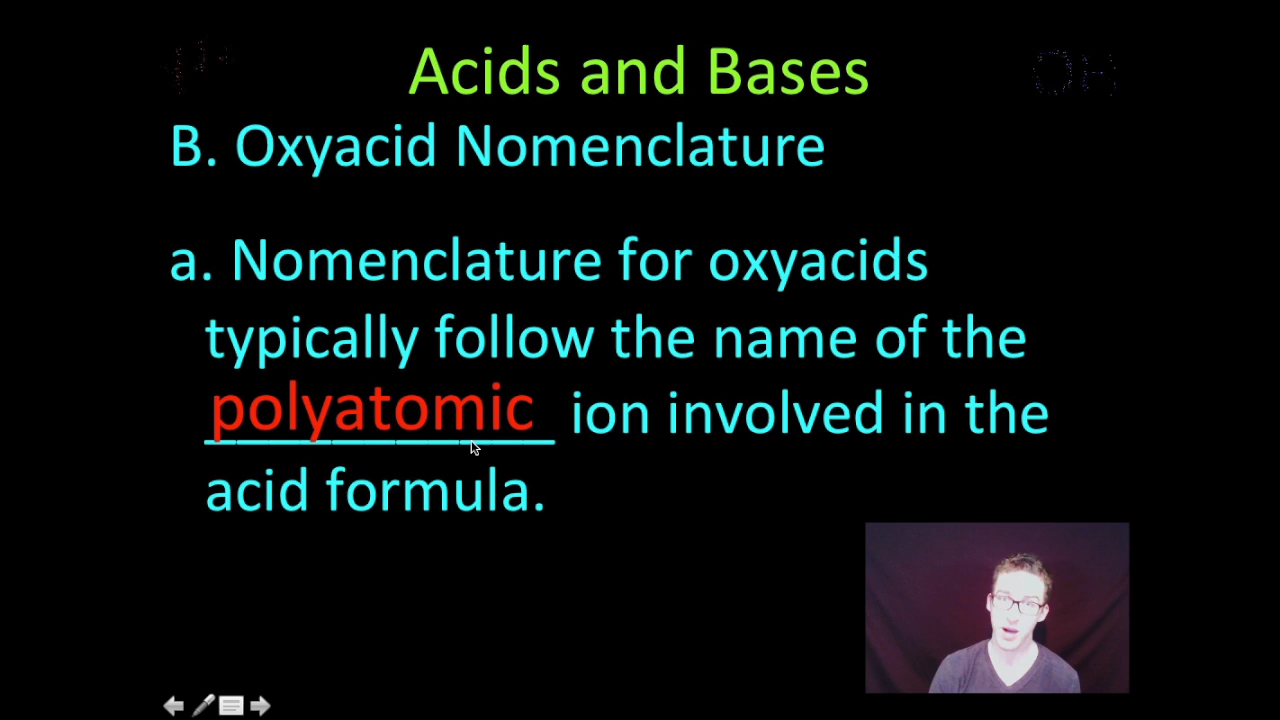 Acids and Bases
B. Oxyacid Nomenclature
a. Nomenclature for oxyacids
typically follow the name of the
polyatomic ion involved in the
acid formula.